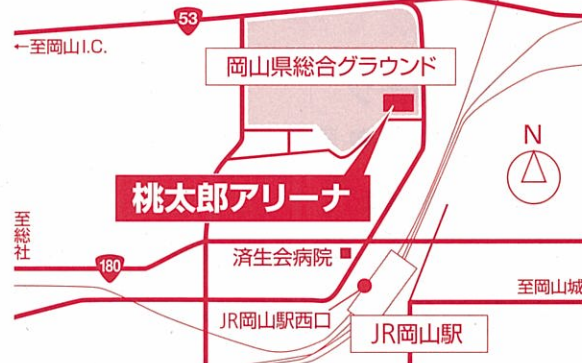 53
←至岡山I.C.
岡山県総合グラウンド
N
桃太郎アリーナ
至総社
180
済生会病院
至岡山城
JR岡山駅西口
JR岡山駅